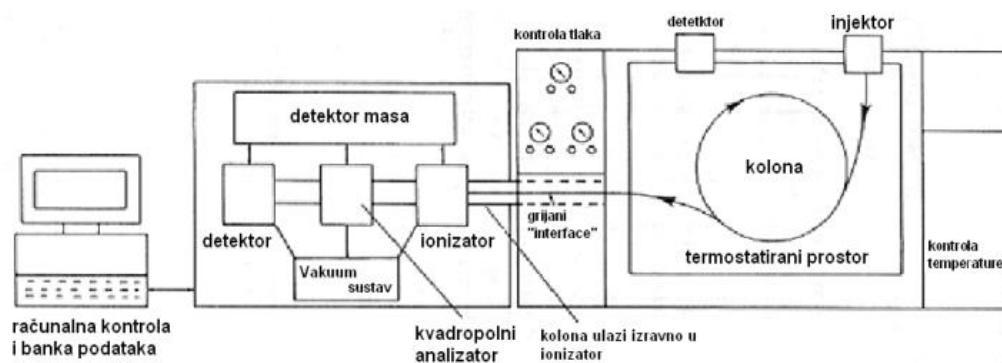 detetktor
injektor
kontrola tlaka
detektor masa
kolona
grijani
"interface"
detektor
ionizator
termostatirani prostor
kontrola
temperature
Vakuum
sustav
računalna kontrola
i banka podataka
kvadropolni
analizator
kolona ulazi izravno u
ionizator